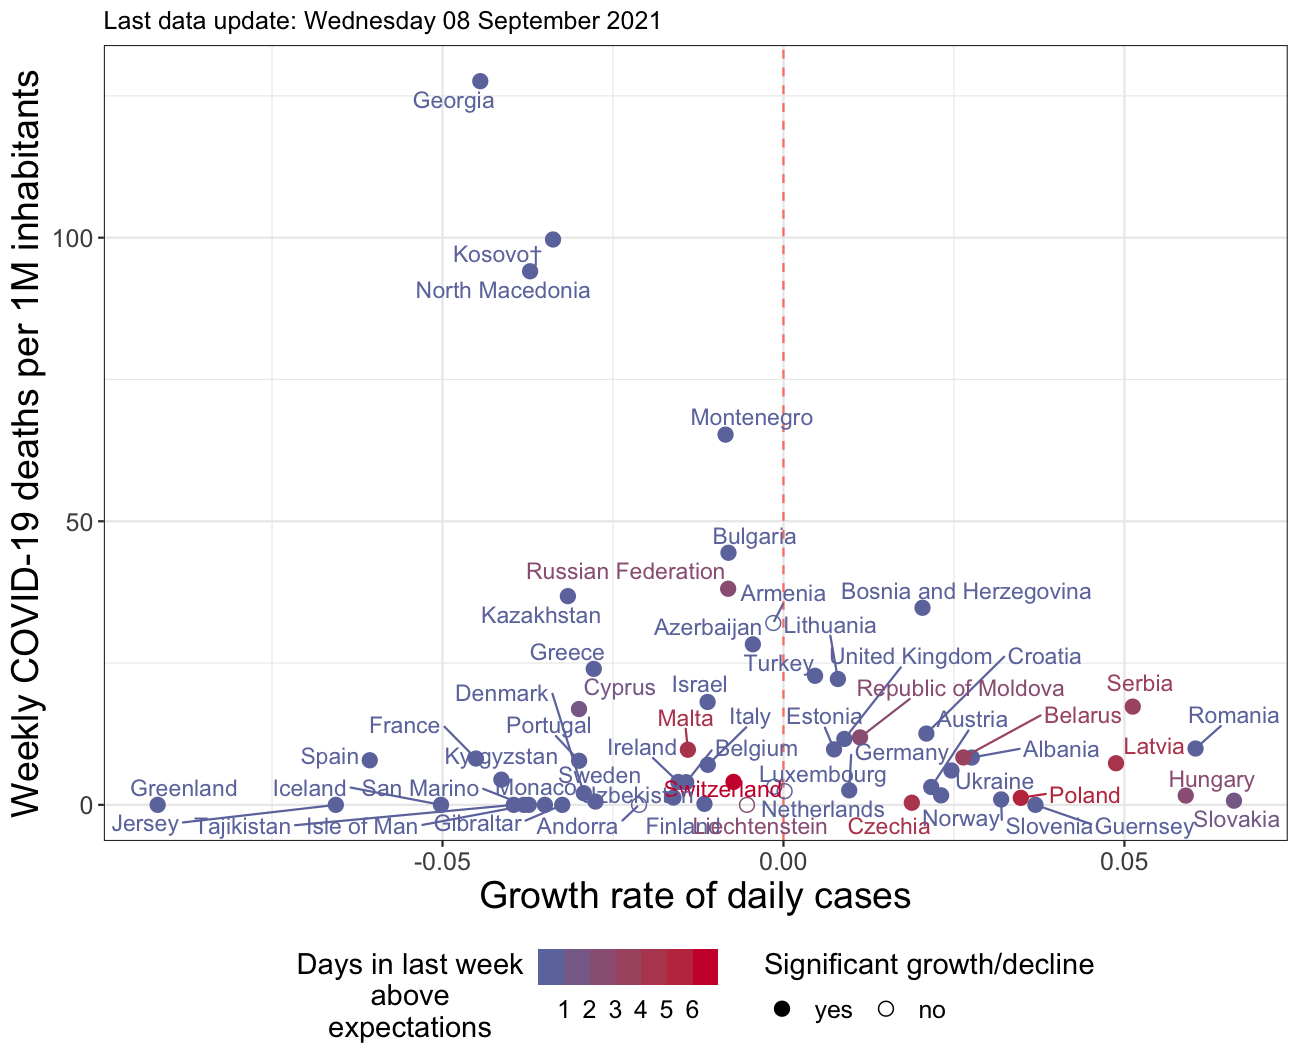 Last data update: Wednesday 08 September 2021
Weekly COVID-19 deaths per 1M inhabitants
Georgia
100
Kosovo†
North Macedonia
Montenegro
50
Bulgaria
Russian Federation
Armenia
Bosnia and Herzegovina
Kazakhstan
Azerbaijan
Lithuania
Greece
Turkey
United Kingdom
Croatia
Cyprus
Israel
Republic of Moldova
Serbia
Denmark
France
Portugal
Malta
Italy
Estonia
Austria
Belarus
Romania
Spain
Kyrgyzstan
Ireland
Belgium
Germany
Albania
Latvia
Sweden
Luxembourg
Ukraine
Hungary
Greenland
Iceland
San Marino
Monaco
Uzbekistan
Switzerland
Poland
0
Netherlands
Jersey
Tajikistan
Isle of Man
Gibraltar
Andorra
Finland
Liechtenstein
Czechia
Norway
Slovenia
Guernsey
Slovakia
-0.05
0.00
0.05
Growth rate of daily cases
Days in last week
above
expectations
1 2 3 4 5 6
Significant growth/decline
yes
no